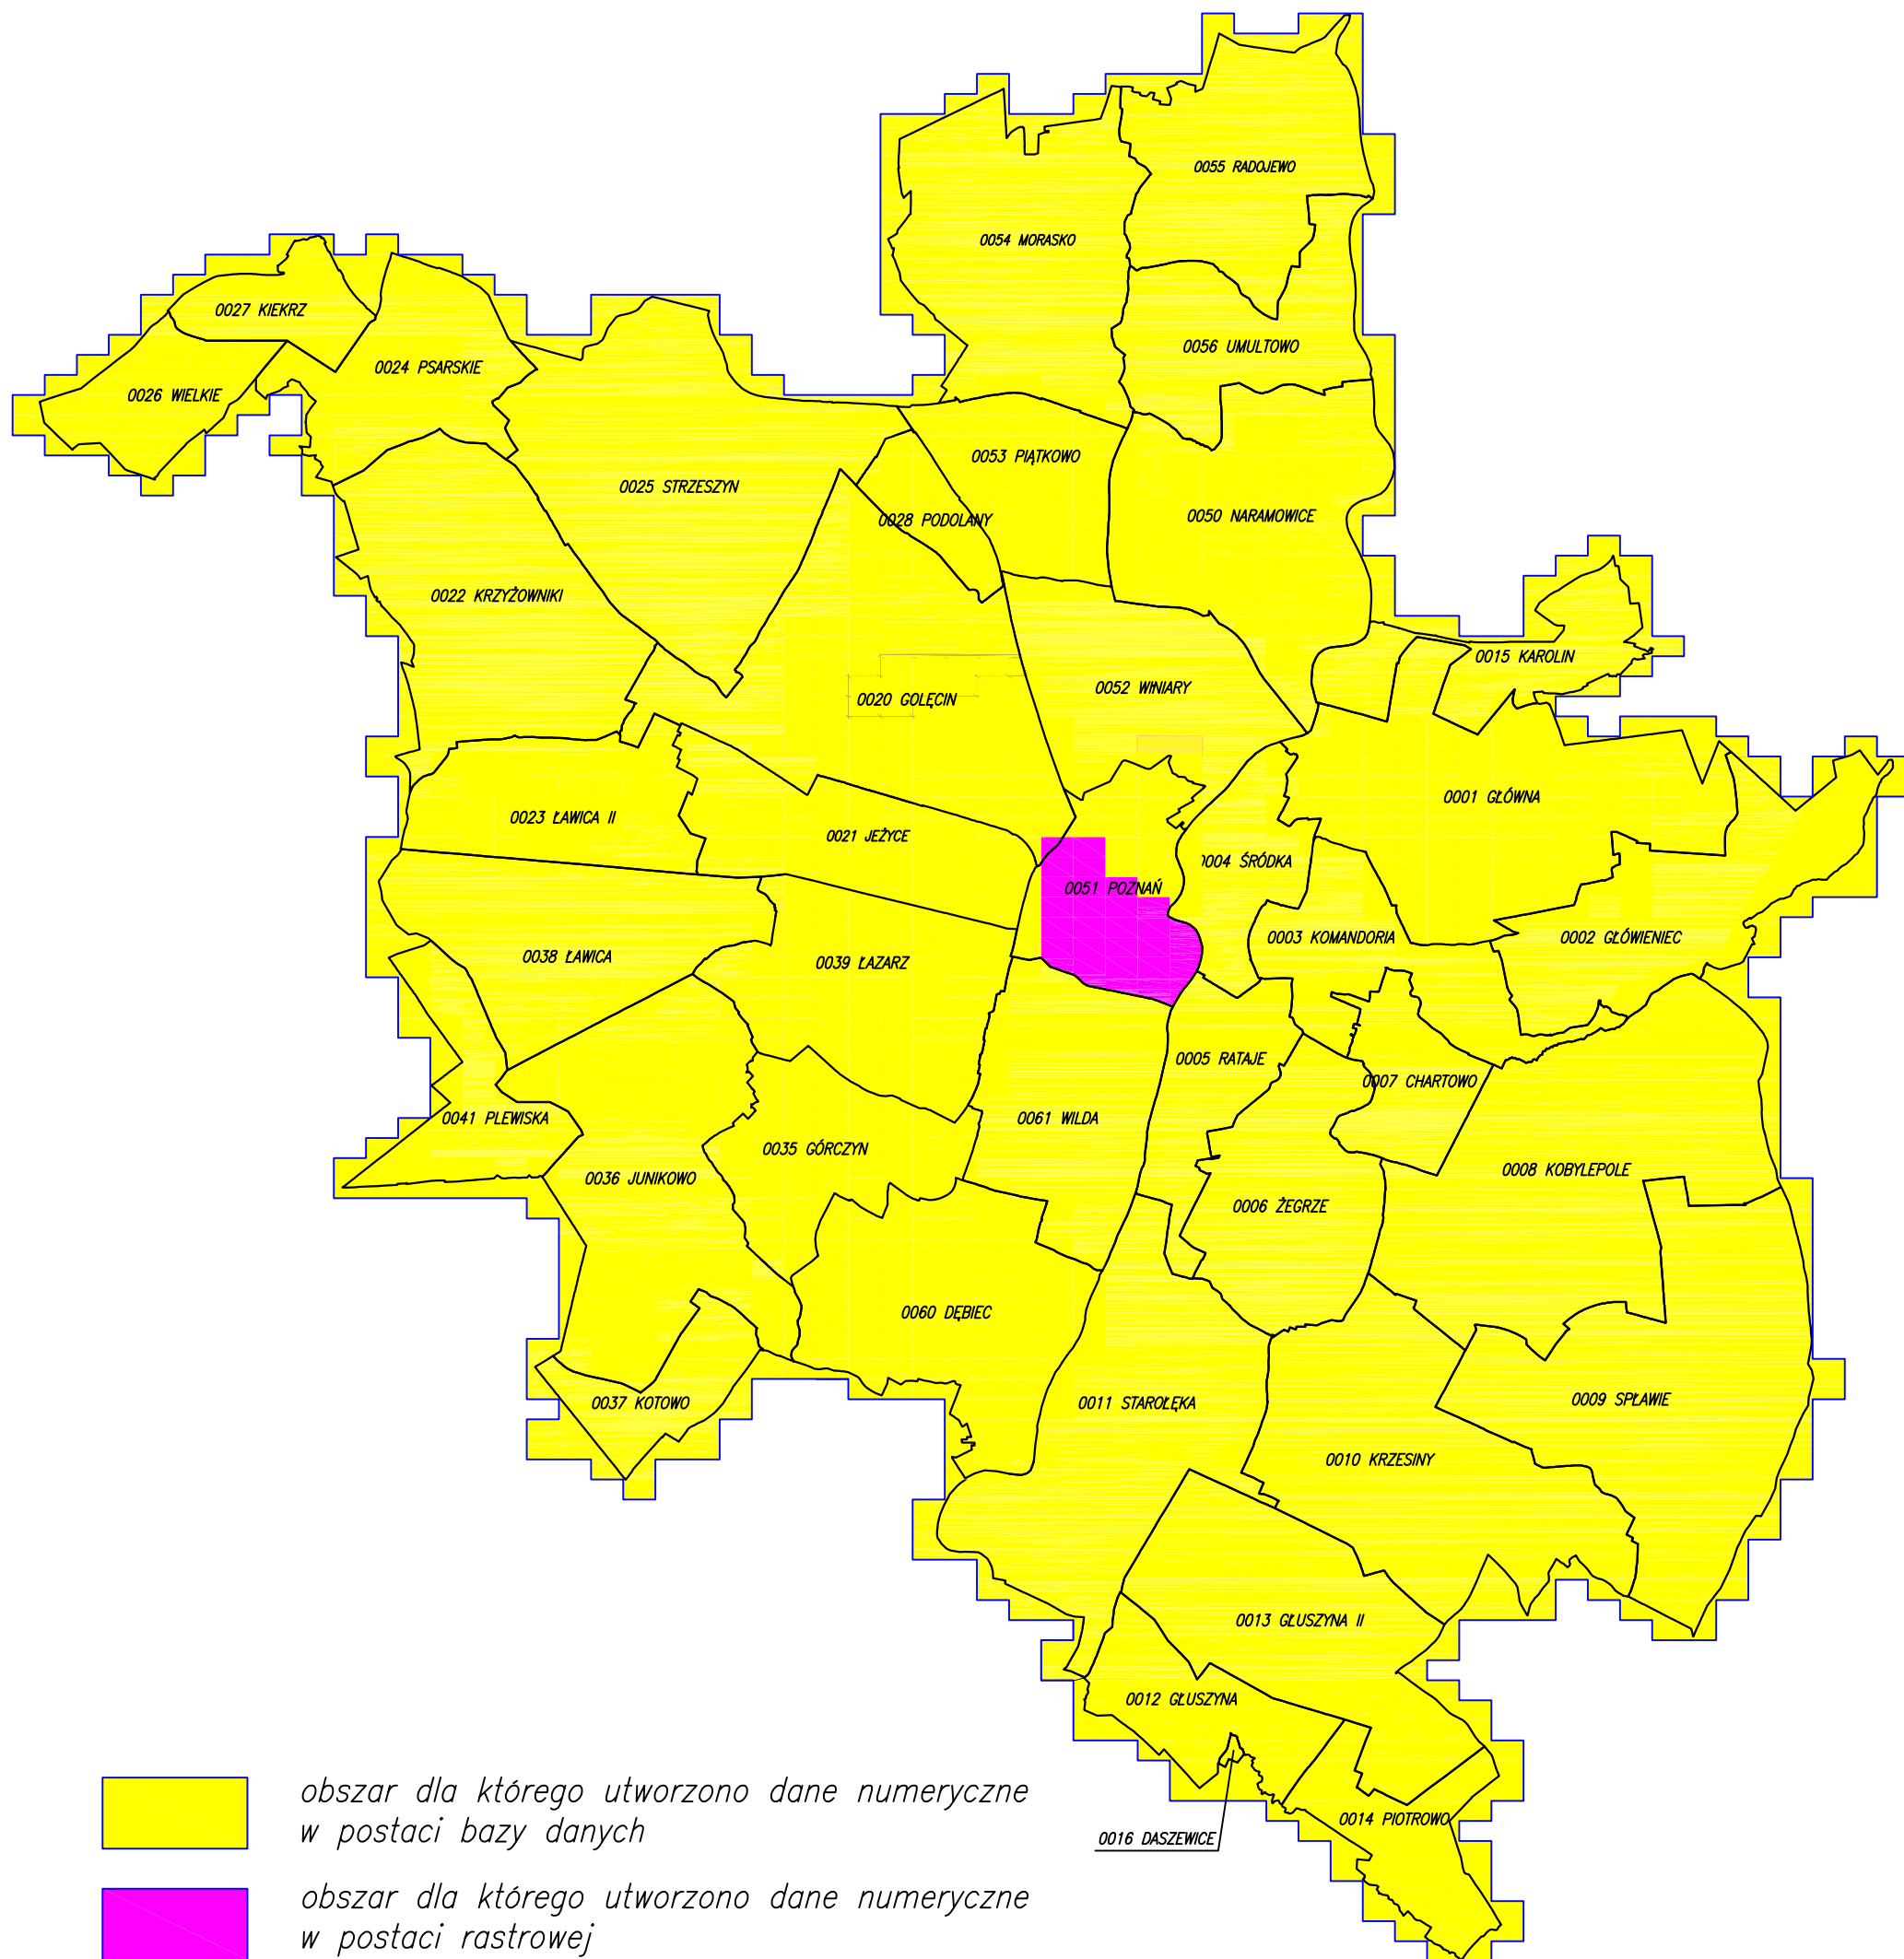 0055 RADOJEWO
0054 MORASKO
0027 KIEKRZ
0056 UMULTOWO
0024 PSARSKIE
0026 WIELKIE
0053 PIĄTKOWO
0025 STRZESZYN
0050 NARAMOWICE
0028 PODOLANY
0022 KRZYŻOWNIKI
0015 KAROLIN
0052 WINIARY
0020 GOLĘCIN
0001 GŁÓWNA
0023 ŁAWICA II
0021 JEŻYCE
0004 ŚRÓDKA
0051 POZNAŃ
0003 KOMANDORIA
0002 GŁÓWIENIEC
0038 ŁAWICA
0039 ŁAZARZ
0005 RATAJE
0007 CHARTOWO
0041 PLEWISKA
0061 WILDA
0035 GÓRCZYN
0008 KOBYLEPOLE
0036 JUNIKOWO
0006 ŻEGRZE
0060 DĘBIEC
0009 SPŁAWIE
0037 KOTOWO
0011 STAROŁĘKA
0010 KRZESINY
0013 GŁUSZYNA II
0012 GŁUSZYNA
0014 PIOTROWO
0016 DASZEWICE
obszar dla którego utworzono dane numeryczne
w postaci bazy danych
obszar dla którego utworzono dane numeryczne
w postaci rastrowej